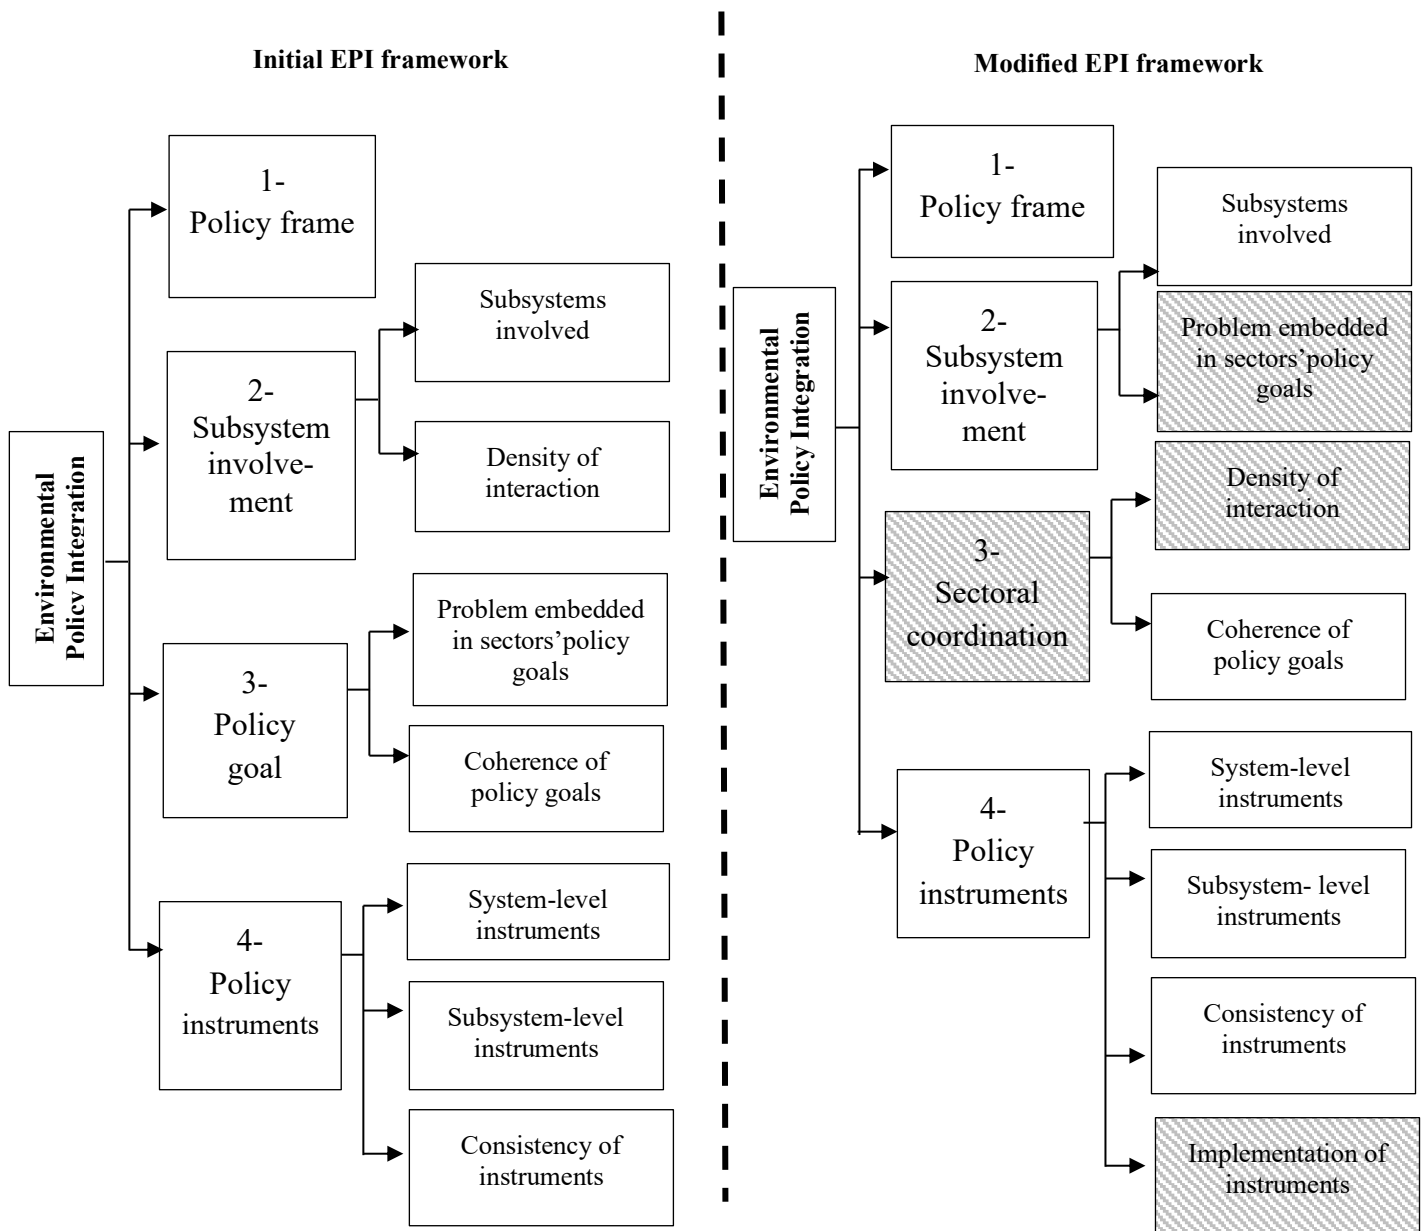 Initial EPI framework
Environmental
Policy Integration
1-
Policy frame
2-
Subsystem
involve-
ment
Subsystems
involved
Density of
interaction
3-
Policy
goal
Problem embedded
in sectors’policy
goals
Coherence of
policy goals
4-
Policy
instruments
System-level
instruments
Subsystem-level
instruments
Consistency of
instruments
Modified EPI framework
Environmental
Policy Integration
1-
Policy frame
2-
Subsystem
involve-
ment
Subsystems
involved
Problem embedded
in sectors’policy
goals
3-
Sectoral
coordination
Density of
interaction
Coherence of
policy goals
4-
Policy
instruments
System-level
instruments
Subsystem- level
instruments
Consistency of
instruments
Implementation of
instruments